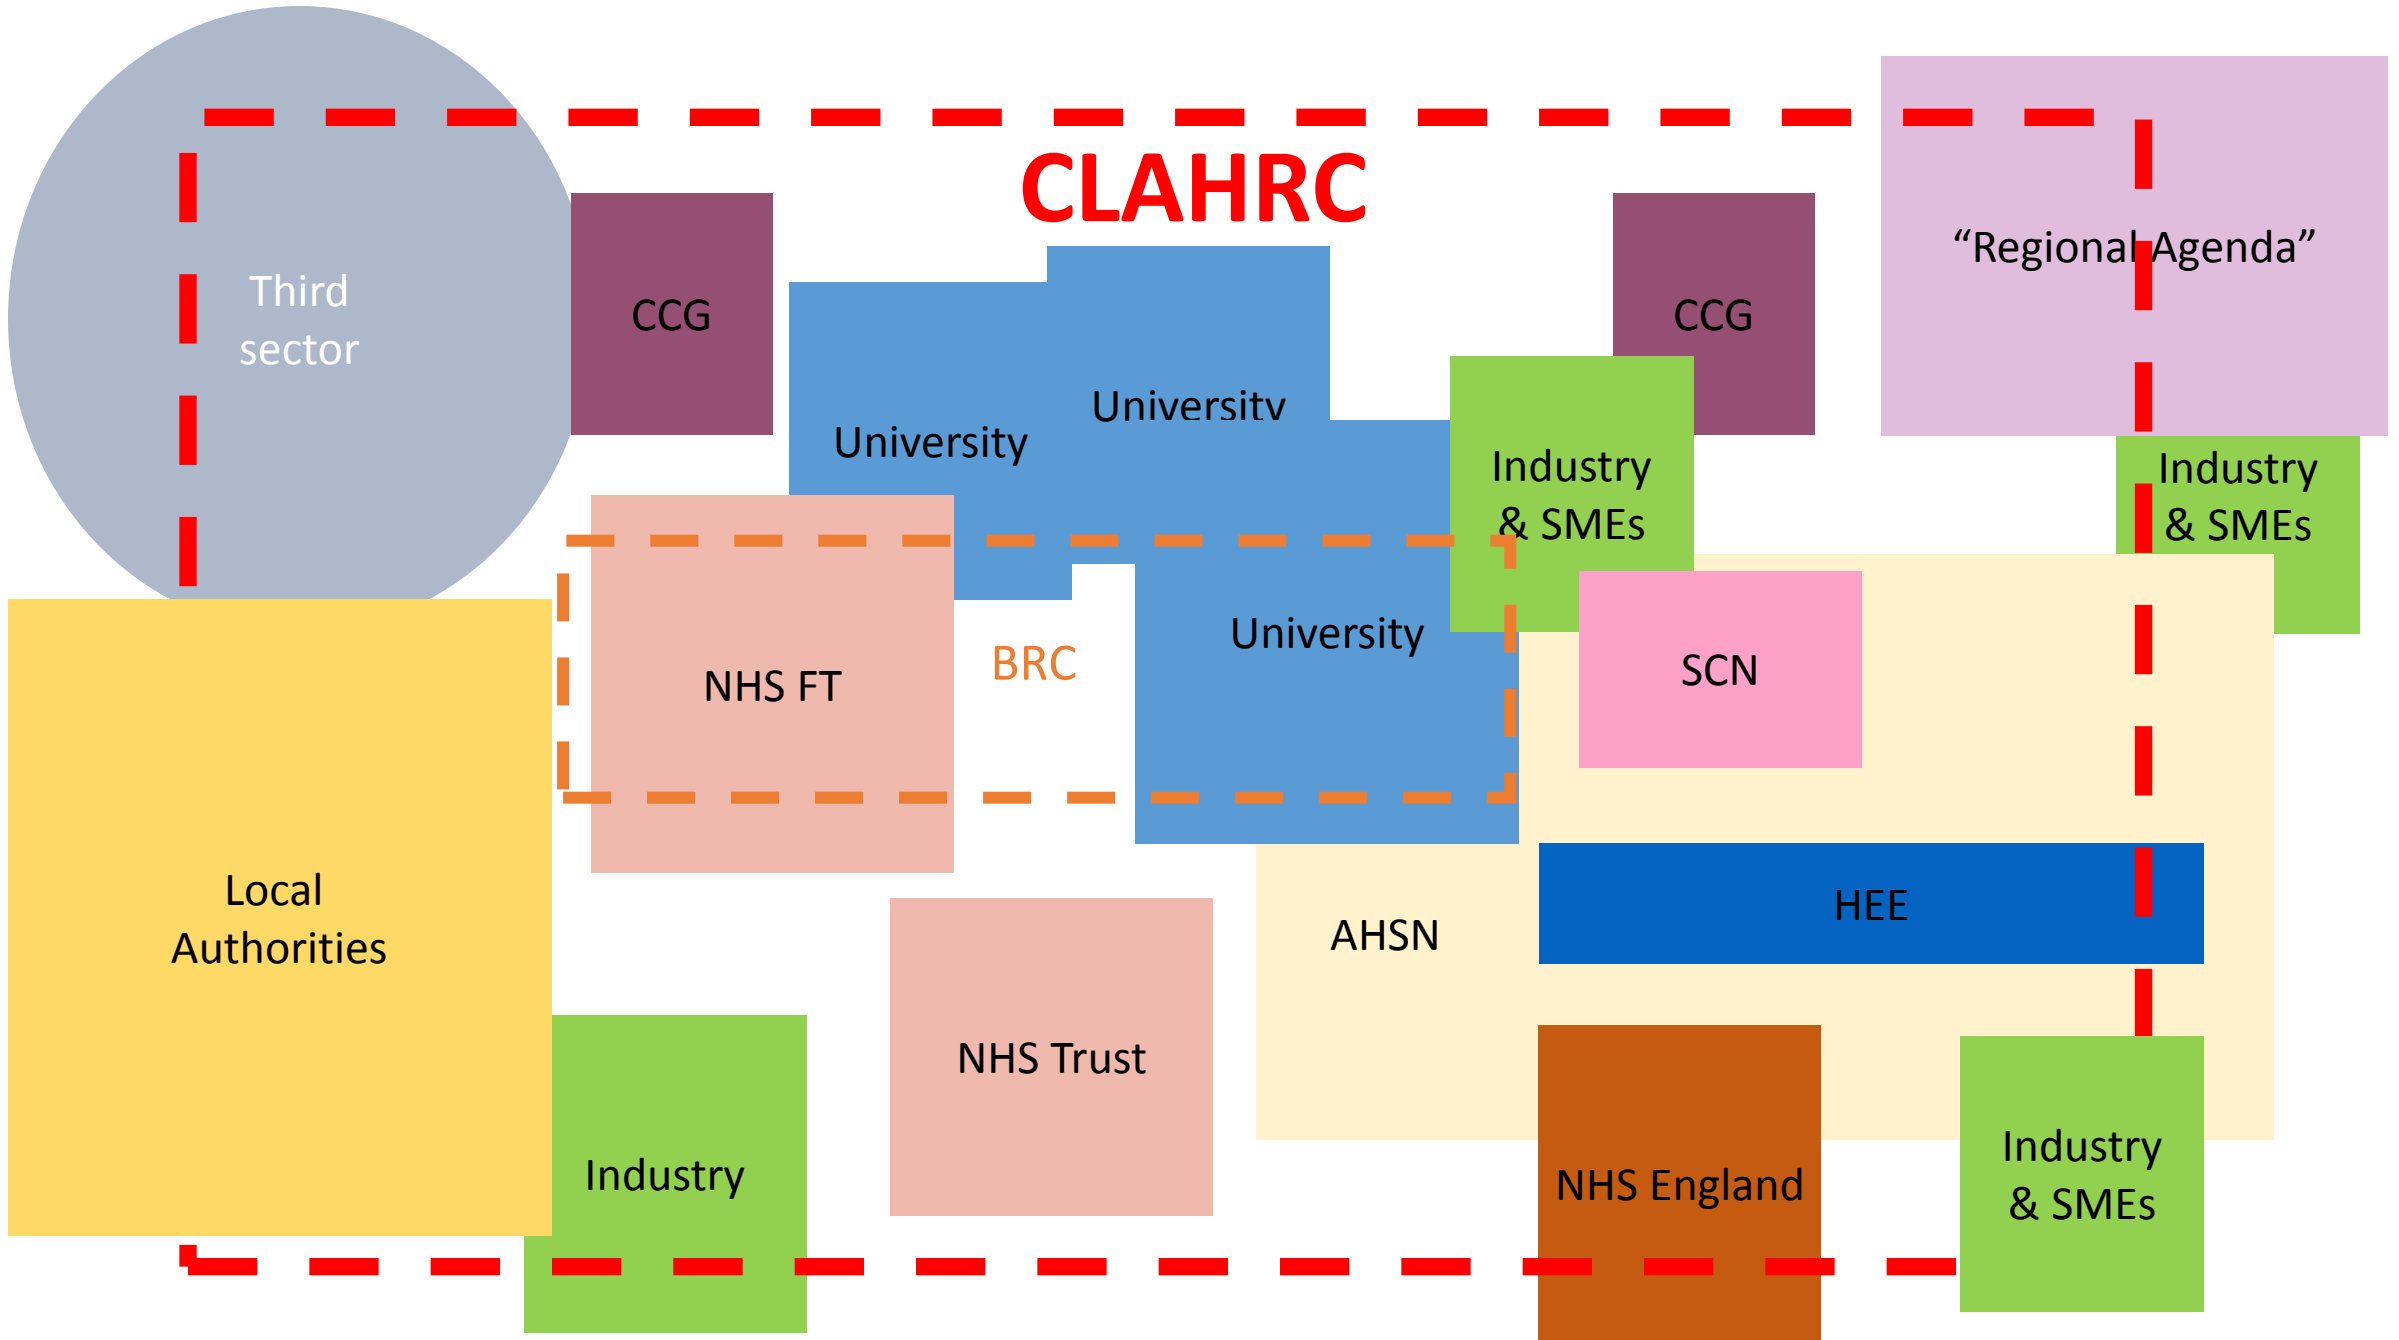 CLAHRC
“Regional Agenda”
Third
sector
CCG
CCG
University
University
Industry
& SMEs
Industry
& SMEs
University
BRC
NHS FT
SCN
Local
Authorities
HEE
AHSN
NHS Trust
Industry
NHS England
Industry
& SMEs